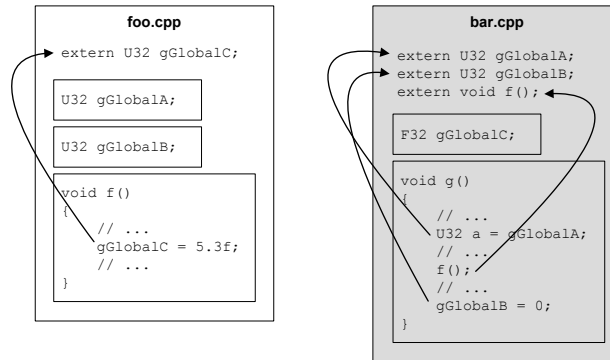 foo.cpp
extern U32 gGlobalC;
U32 gGlobalA;
U32 gGlobalB;
void f()
{
// ...
gGlobalC = 5.3f;
// ...
}
bar.cpp
extern U32 gGlobalA;
extern U32 gGlobalB;
extern void f();
F32 gGlobalC;
void g()
{
// ...
U32 a = gGlobalA;
// ...
f();
// ...
gGlobalB = 0;
}